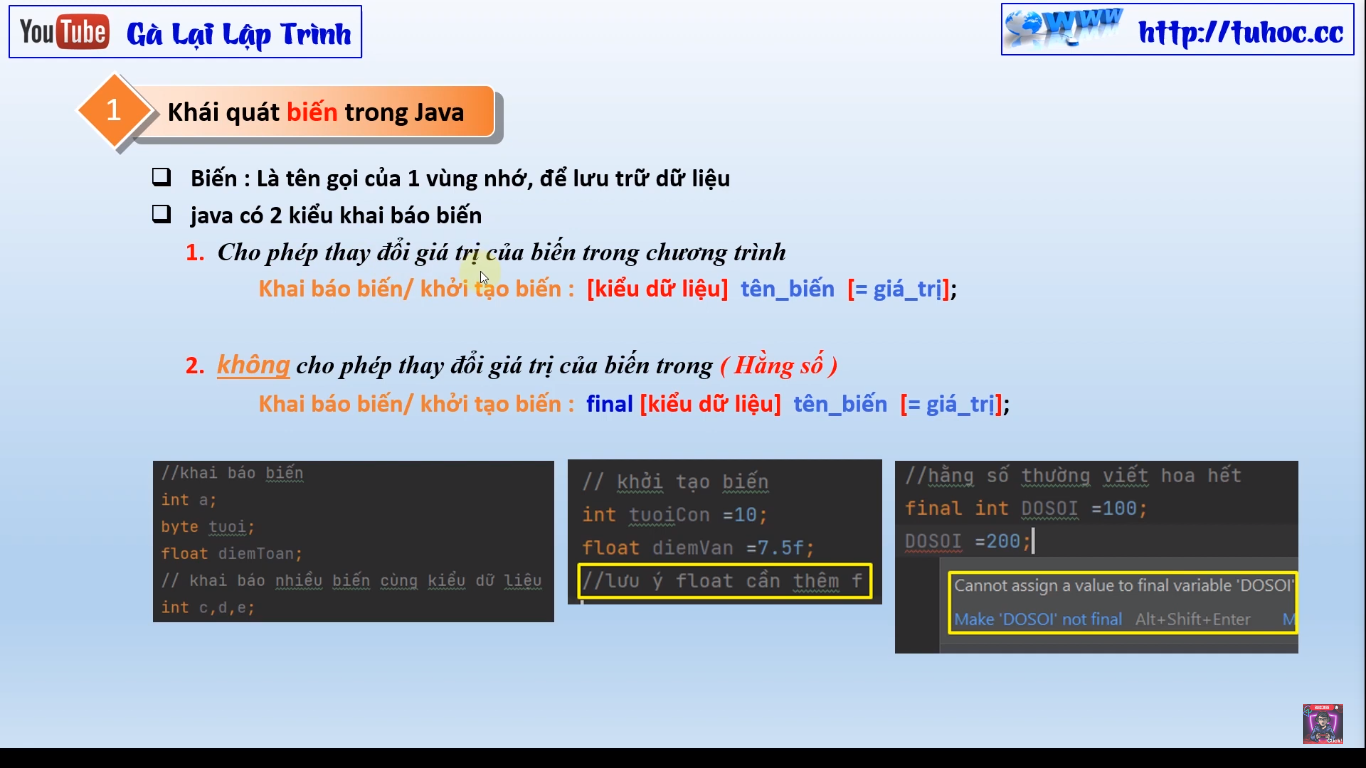 YouTube Gà Lại Lập Trình
WWW http://tuhoc.cc
1 Khái quát biến trong Java
Biến : Là tên gọi của 1 vùng nhớ, để lưu trữ dữ liệu
java có 2 kiểu khai báo biến
1. Cho phép thay đổi giá trị của biến trong chương trình
Khai báo biến/ khởi tạo biến : [kiểu dữ liệu] tên_biến [= giá_trị];
2. không cho phép thay đổi giá trị của biến trong ( Hằng số )
Khai báo biến/ khởi tạo biến : final [kiểu dữ liệu] tên_biến [= giá_trị];
//khai báo biến
int a;
byte tuoi;
float diemToan;
// khai báo nhiều biến cùng kiểu dữ liệu
int c,d,e;
// khởi tạo biến
int tuoiCon =10;
float diemVan =7.5f;
//lưu ý float cần thêm f
//hằng số thường viết hoa hết
final int DOSOI =100;
DOSOI =200;
Cannot assign a value to final variable 'DOSOI'
Make 'DOSOI' not final Alt+Shift+Enter M